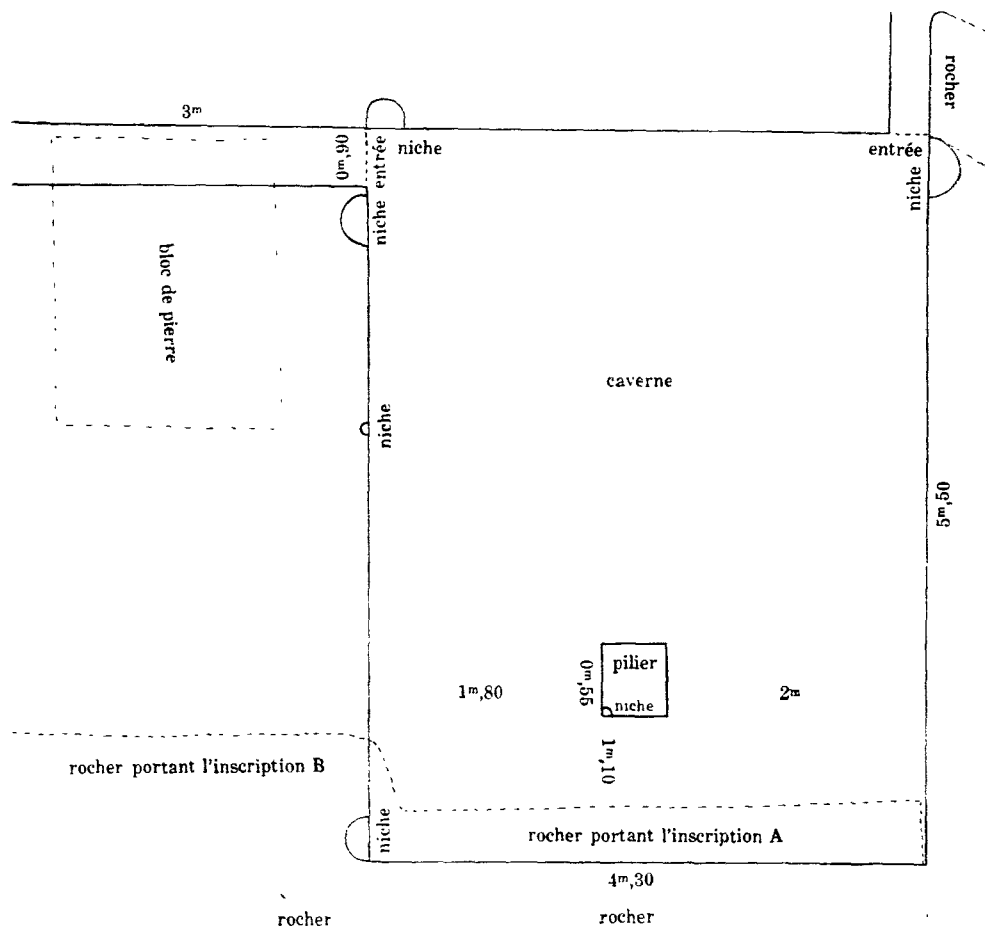 3ᵐ
rocher
0ᵐ,60
entrée
niche
entrée
niche
niche
bloc de pierre
caverne
niche
5ᵐ,50
pilier
0ᵐ,55
1ᵐ,80
2ᵐ
niche
1ᵐ,10
rocher portant l'inscription B
niche
rocher portant l'inscription A
4ᵐ,30
rocher
rocher